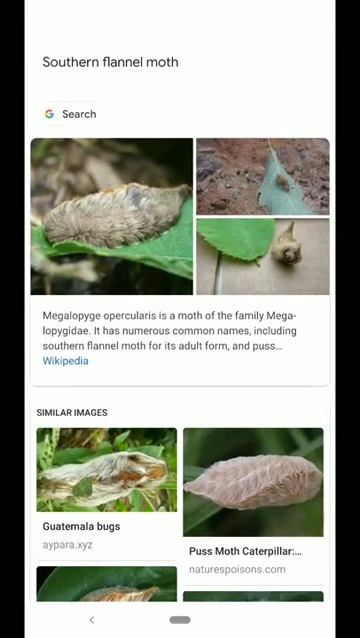 Southern flannel moth
Search
Megalopyge opercularis is a moth of the family Mega-
lopygidae. It has numerous common names, including
southern flannel moth for its adult form, and puss...
Wikipedia
SIMILAR IMAGES
Guatemala bugs
aypara.xyz
Puss Moth Caterpillar:...
naturespoisons.com